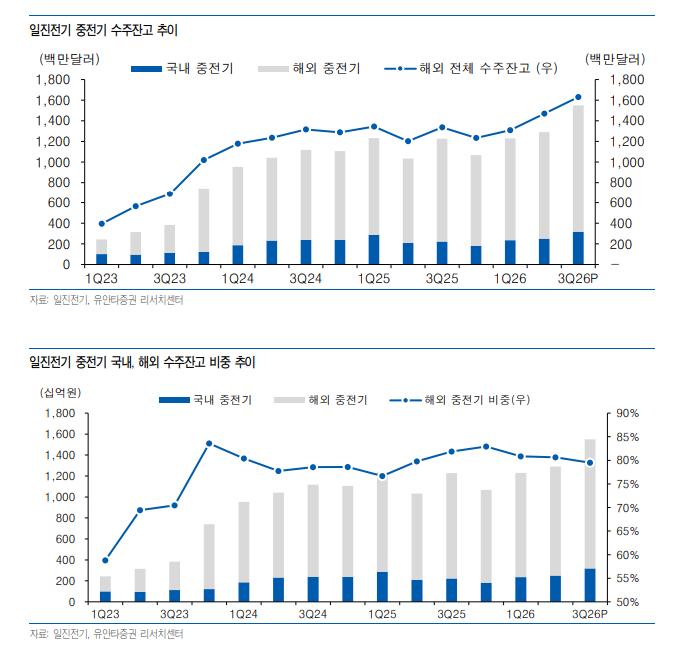 일진전기 중전기 수주잔고 추이
(백만달러) (백만달러)
국내 중전기 해외 중전기 해외 전체 수주잔고 (우)
1,800 1,800
1,600 1,600
1,400 1,400
1,200 1,200
1,000 1,000
800 800
600 600
400 400
200 200
0 –
1Q23 3Q23 1Q24 3Q24 1Q25 3Q25 1Q26 3Q26P
자료: 일진전기, 유안타증권 리서치센터
일진전기 중전기 국내, 해외 수주잔고 비중 추이
(십억원)
국내 중전기 해외 중전기 해외 중전기 비중(우)
1,800 90%
1,600 85%
1,400 80%
1,200 75%
1,000 70%
800 65%
600 60%
400 55%
200 50%
0
1Q23 3Q23 1Q24 3Q24 1Q25 3Q25 1Q26 3Q26P
자료: 일진전기, 유안타증권 리서치센터